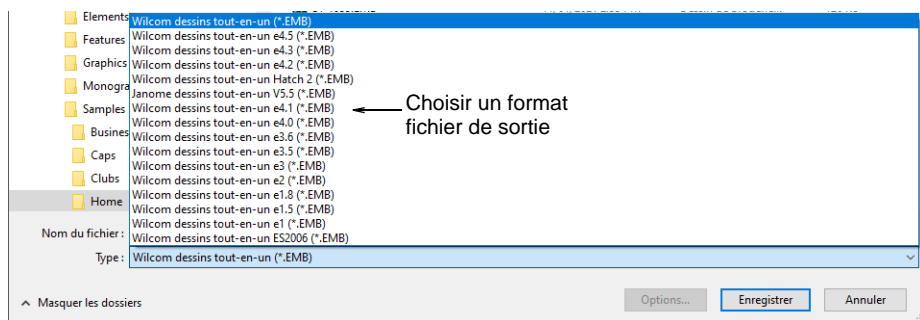 Elements
Features
Graphics
Monogra
Samples
Busines
Caps
Clubs
Home
Wilcom dessins tout-en-un (*.EMB)
Wilcom dessins tout-en-un e4.5 (*.EMB)
Wilcom dessins tout-en-un e4.3 (*.EMB)
Wilcom dessins tout-en-un e4.2 (*.EMB)
Wilcom dessins tout-en-un Hatch 2 (*.EMB)
Janome dessins tout-en-un V5.5 (*.EMB)
Wilcom dessins tout-en-un e4.1 (*.EMB)
Wilcom dessins tout-en-un e4.0 (*.EMB)
Wilcom dessins tout-en-un e3.6 (*.EMB)
Wilcom dessins tout-en-un e3.5 (*.EMB)
Wilcom dessins tout-en-un e3 (*.EMB)
Wilcom dessins tout-en-un e2 (*.EMB)
Wilcom dessins tout-en-un e1.8 (*.EMB)
Wilcom dessins tout-en-un e1.5 (*.EMB)
Wilcom dessins tout-en-un e1 (*.EMB)
Wilcom dessins tout-en-un ES2006 (*.EMB)
Choisir un format
fichier de sortie
Nom du fichier :
Type : Wilcom dessins tout-en-un (*.EMB)
Masquer les dossiers
Options... Enregistrer Annuler